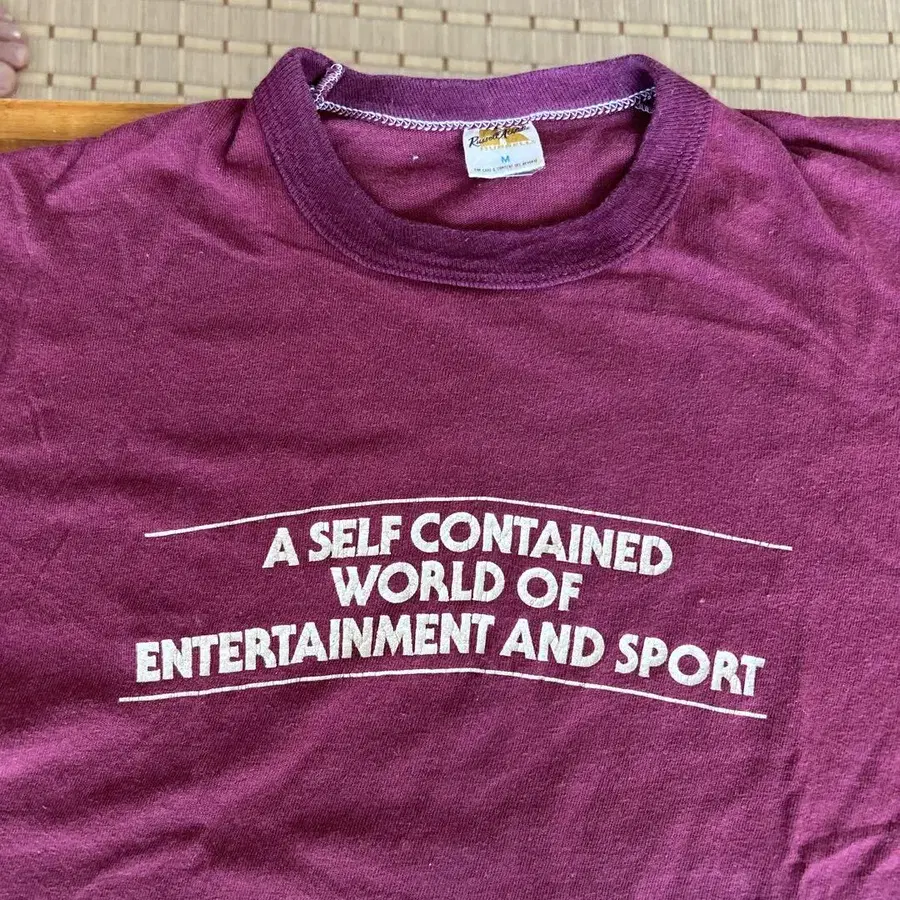 M
A SELF CONTAINED
WORLD OF
ENTERTAINMENT AND SPORT